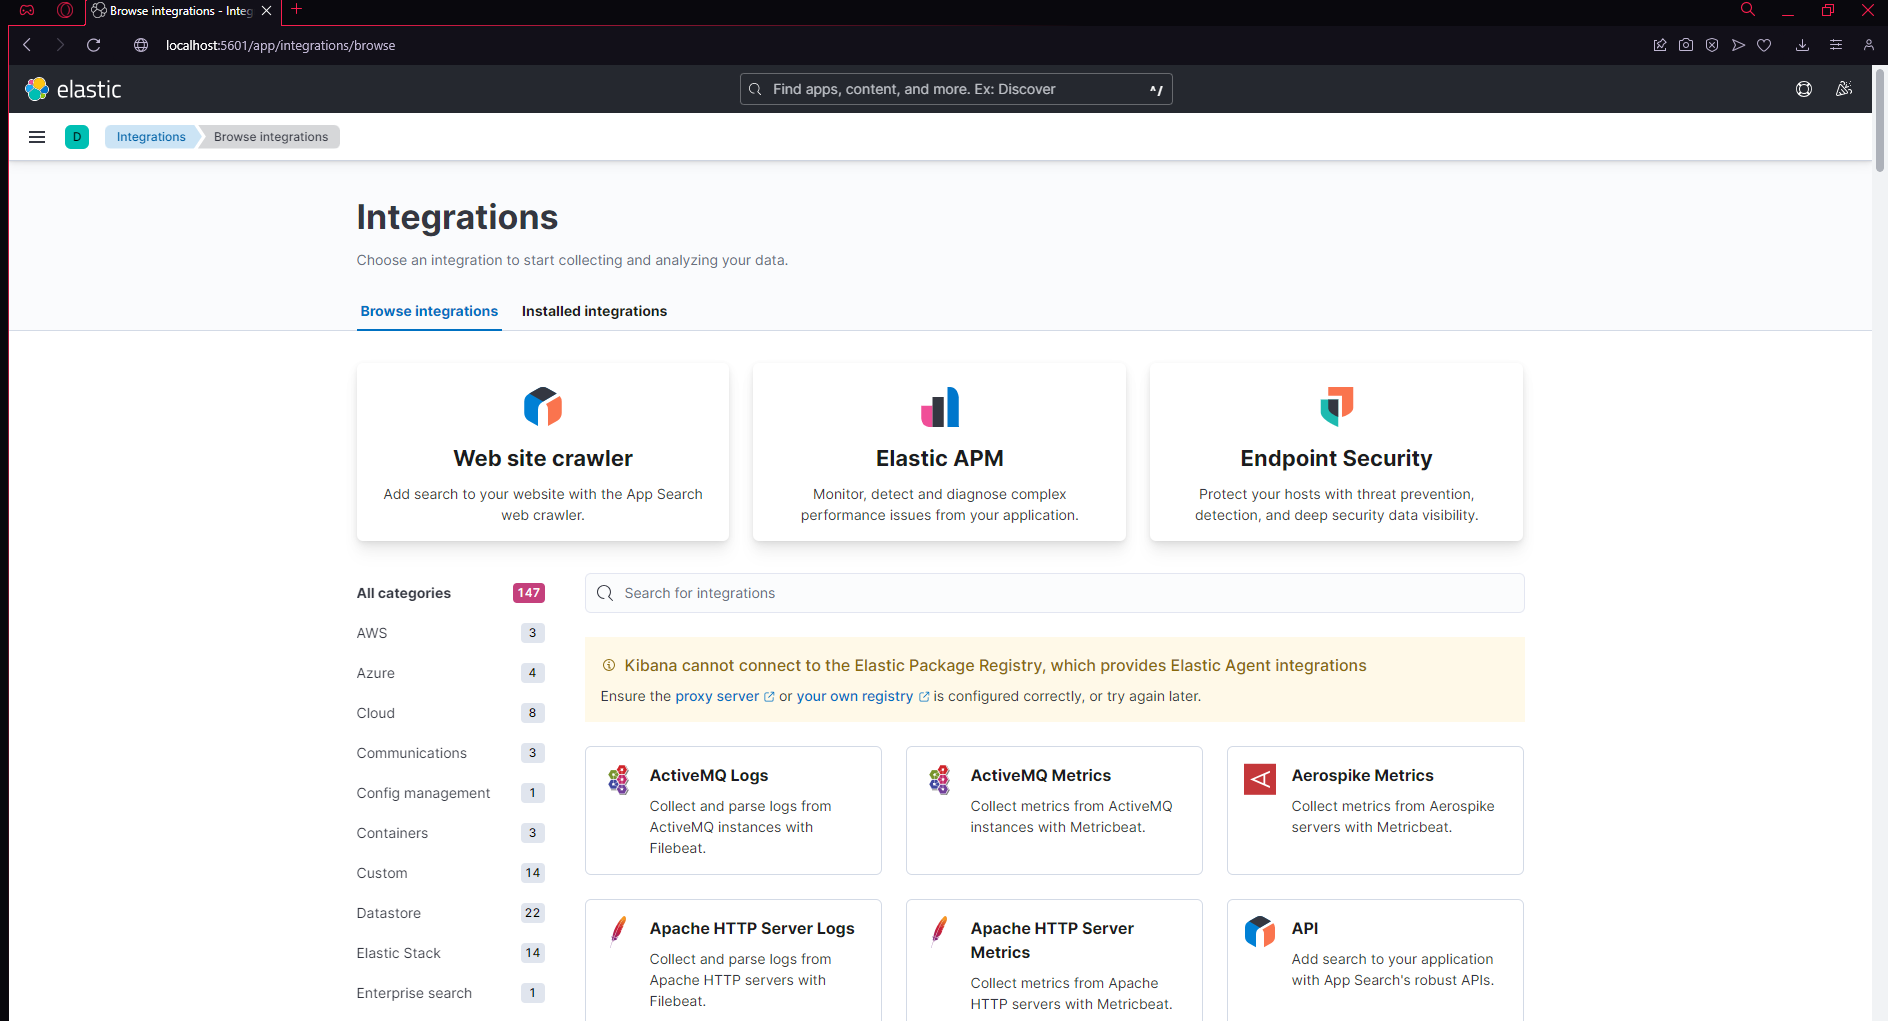 Browse integrations - Integ
localhost:5601/app/integrations/browse
elastic
Find apps, content, and more. Ex: Discover
^/
D
Integrations
Browse integrations
Integrations
Choose an integration to start collecting and analyzing your data.
Browse integrations
Installed integrations
Web site crawler
Add search to your website with the App Search
web crawler.
Elastic APM
Monitor, detect and diagnose complex
performance issues from your application.
Endpoint Security
Protect your hosts with threat prevention,
detection, and deep security data visibility.
All categories 147
AWS 3
Azure 4
Cloud 8
Communications 3
Config management 1
Containers 3
Custom 14
Datastore 22
Elastic Stack 14
Enterprise search 1
Search for integrations
Kibana cannot connect to the Elastic Package Registry, which provides Elastic Agent integrations
Ensure the proxy server or your own registry is configured correctly, or try again later.
ActiveMQ Logs
Collect and parse logs from
ActiveMQ instances with
Filebeat.
ActiveMQ Metrics
Collect metrics from ActiveMQ
instances with Metricbeat.
Aerospike Metrics
Collect metrics from Aerospike
servers with Metricbeat.
Apache HTTP Server Logs
Collect and parse logs from
Apache HTTP servers with
Filebeat.
Apache HTTP Server
Metrics
Collect metrics from Apache
HTTP servers with Metricbeat.
API
Add search to your application
with App Search's robust APIs.